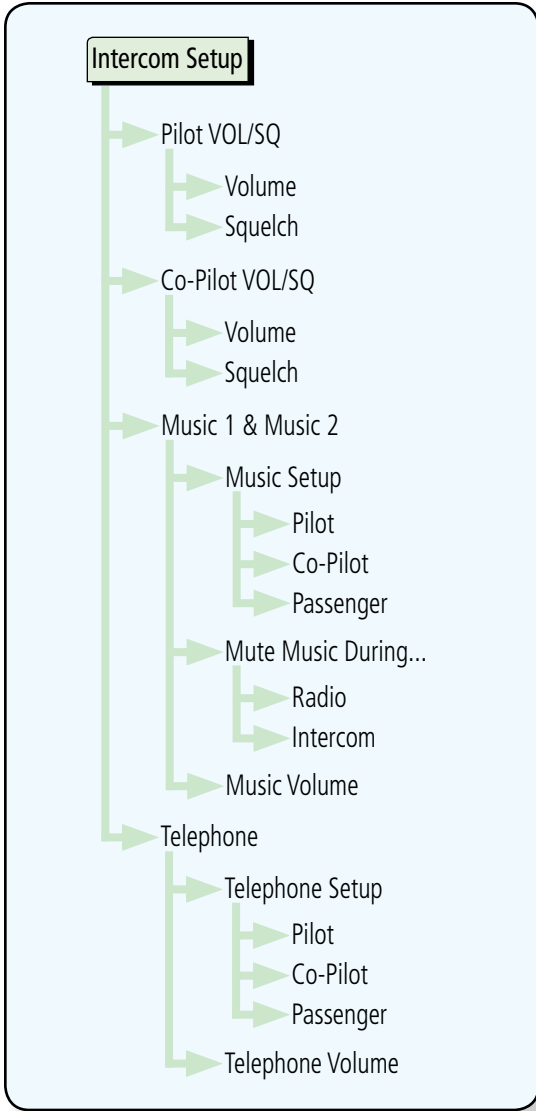 Intercom Setup
Pilot VOL/SQ
Volume
Squelch
Co-Pilot VOL/SQ
Volume
Squelch
Music 1 & Music 2
Music Setup
Pilot
Co-Pilot
Passenger
Mute Music During...
Radio
Intercom
Music Volume
Telephone
Telephone Setup
Pilot
Co-Pilot
Passenger
Telephone Volume